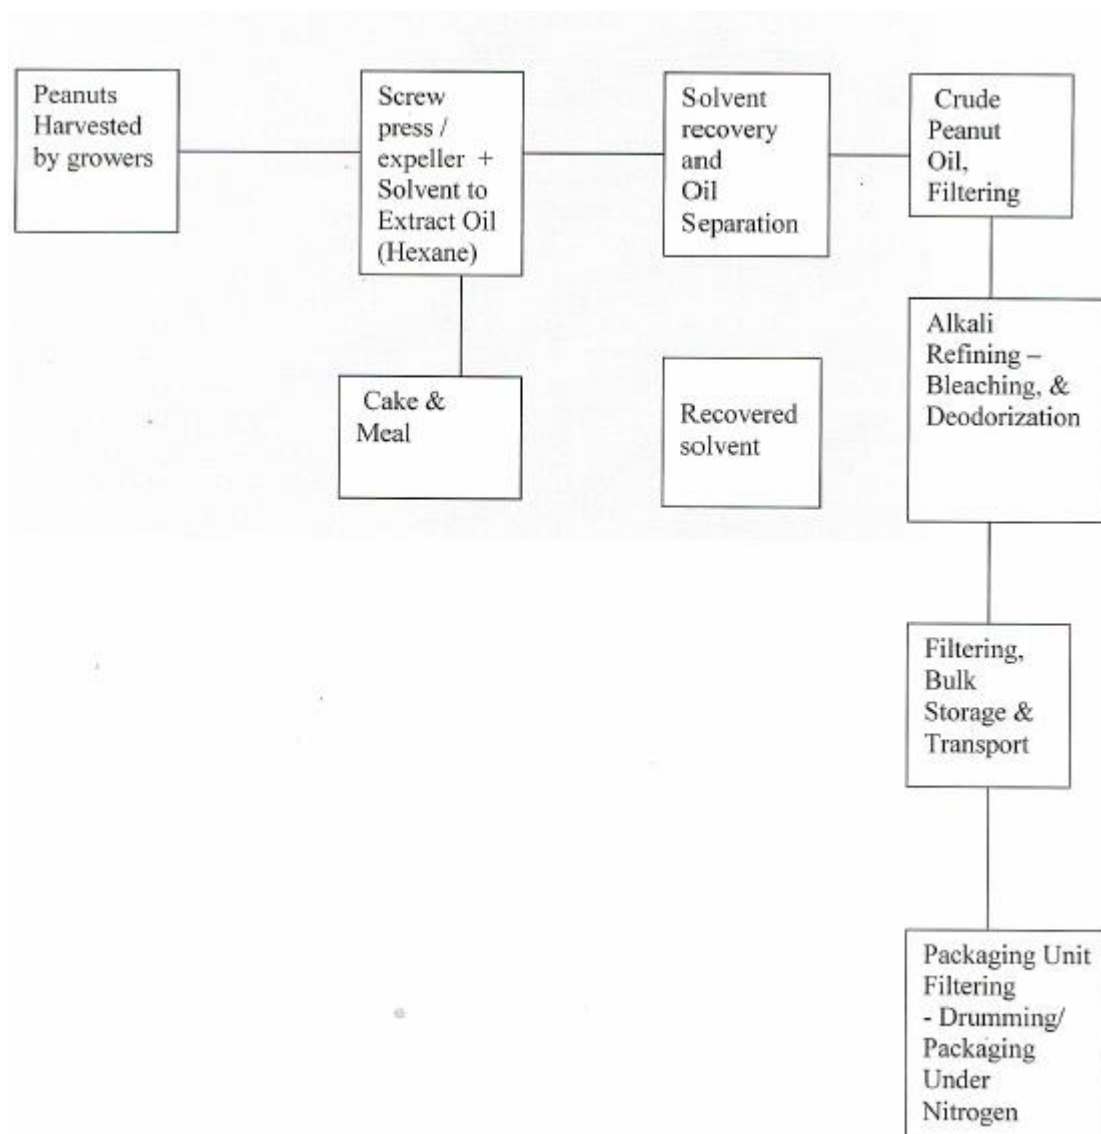 Peanuts
Harvested
by growers
Screw
press /
expeller +
Solvent to
Extract Oil
(Hexane)
Solvent
recovery
and
Oil
Separation
Crude
Peanut
Oil,
Filtering
Cake &
Meal
Recovered
solvent
Alkali
Refining –
Bleaching, &
Deodorization
Filtering,
Bulk
Storage &
Transport
Packaging Unit
Filtering
- Drumming/
Packaging
Under
Nitrogen